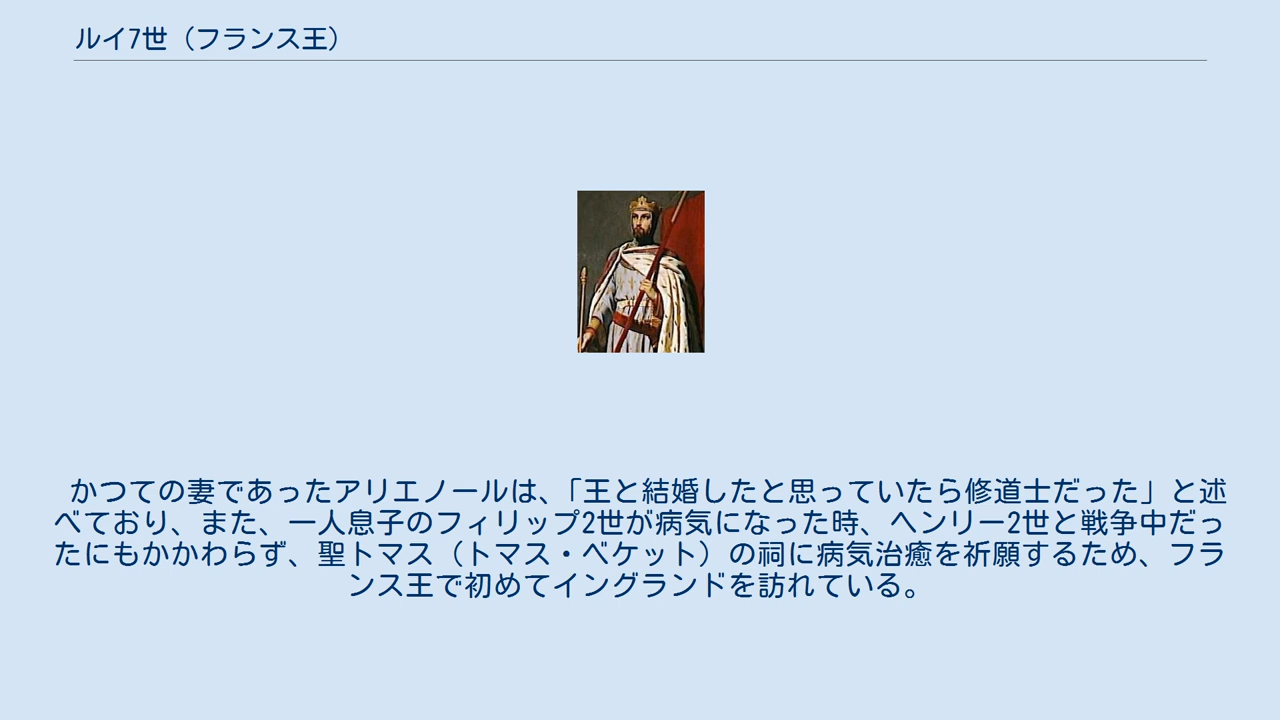 ルイ7世（フランス王）
かつての妻であったアリエノールは、「王と結婚したと思っていたら修道士だった」と述
べており、また、一人息子のフィリップ2世が病気になった時、ヘンリー2世と戦争中だっ
たにもかかわらず、聖トマス（トマス・ベケット）の祠に病気治癒を祈願するため、フラ
ンス王で初めてイングランドを訪れている。